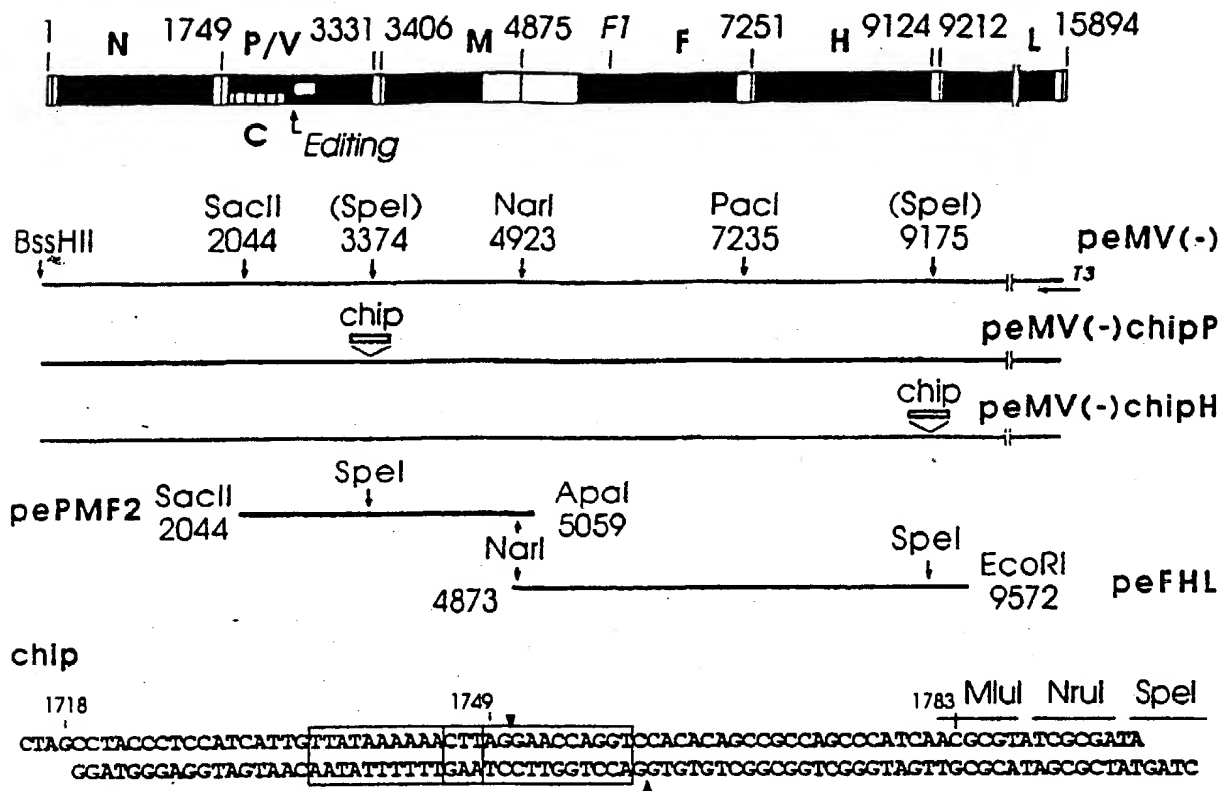 1 N 1749 P/V 3331 3406 M 4875 F1 F 7251 H 9124 9212 L 15894
C Editing
BssHII SacII (SpeI) NarI PacI (SpeI) peMV(-)
2044 3374 4923 7235 9175
T3
chip peMV(-)chipP
chip peMV(-)chipH
pePMF2 SacII SpeI ApaI
2044 5059
NarI SpeI EcoRI peFHL
4873 9572
chip
1718 1749 1783 MluI NruI SpeI
CTAGCCTACCCTCCATCATTGTTATAAAAAACTTAGGAACCAGGTCCACACAGCCGCCAGCCCATCAACGCGTATCGCGATA
GGATGGGAGGTAGTAACAATATTTTTTGAATCCTTGGTCCAGGTGTGTCGGCGGTCGGGTAGTTGCGCATAGCGCTATGATC